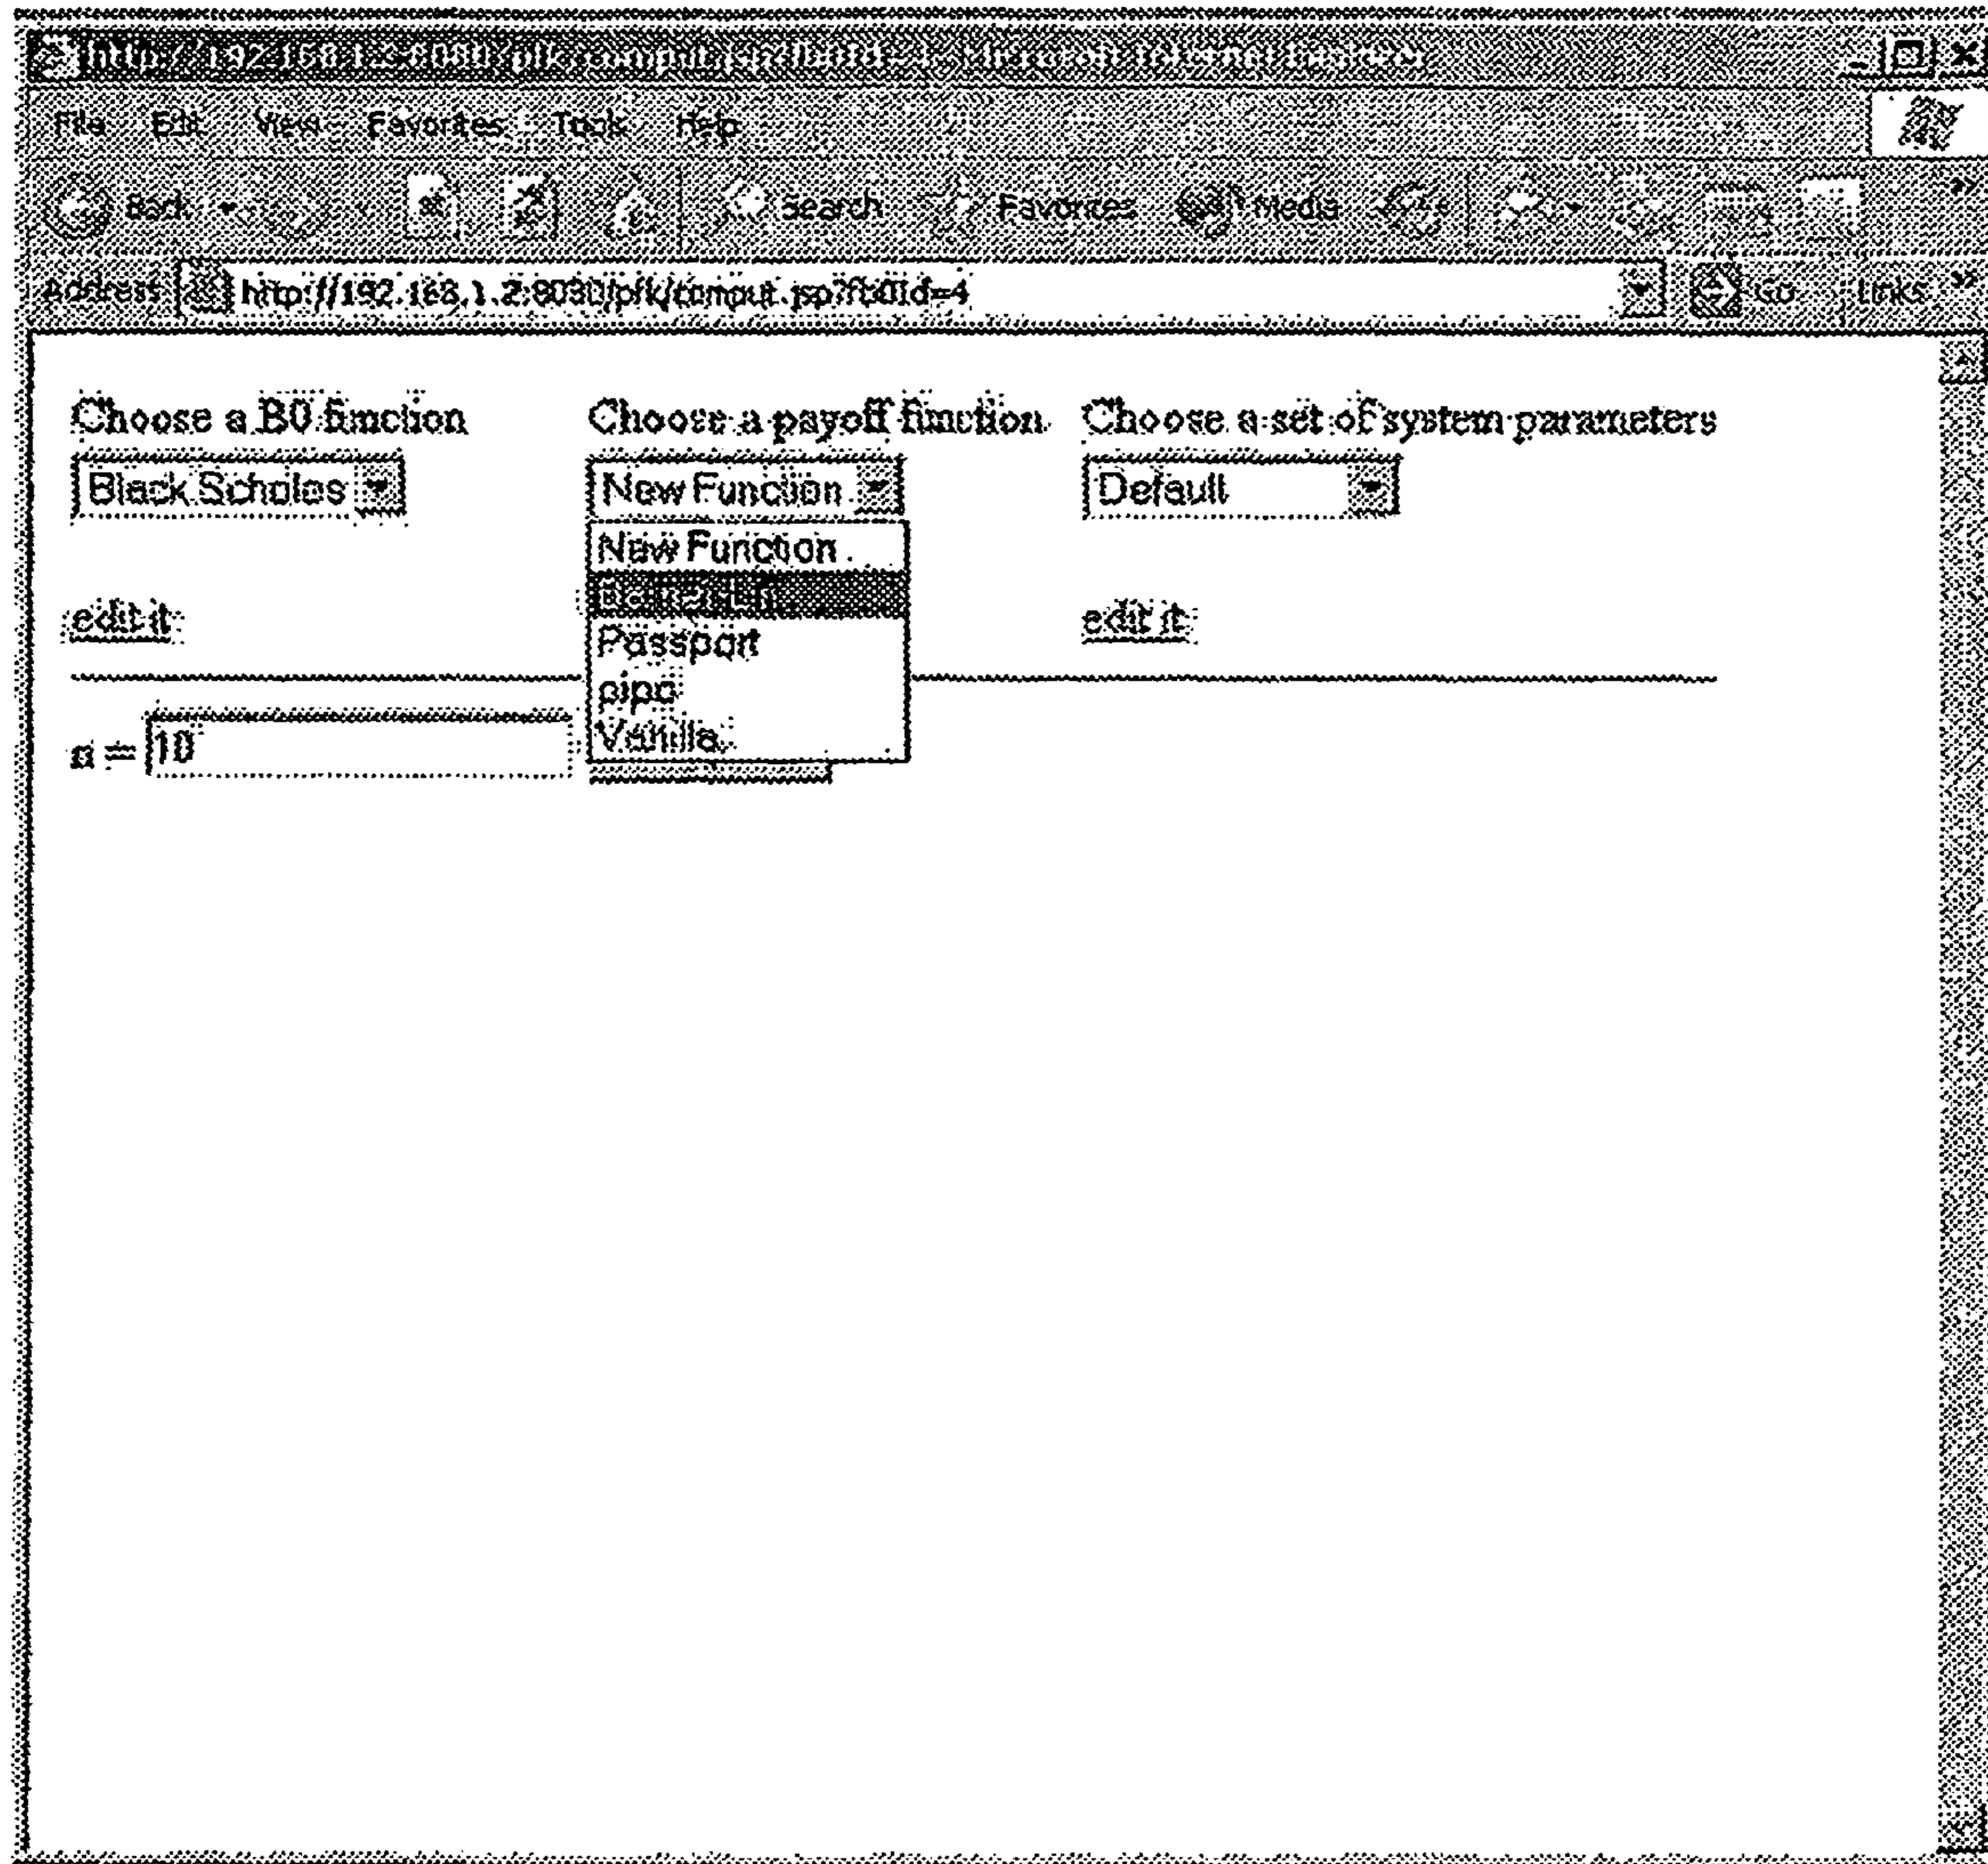 File Edit View Favorites Tools Help
Back Search Favorites Media
Address http://192.168.1.2:8080/pfk/comput.jsp?fb0Id=4 Go Links
Choose a B0 function Choose a payoff function Choose a set of system parameters
Black Scholes New Function Default
New Function
edit it edit it
Passport
pipo
Vanilla
n = 10